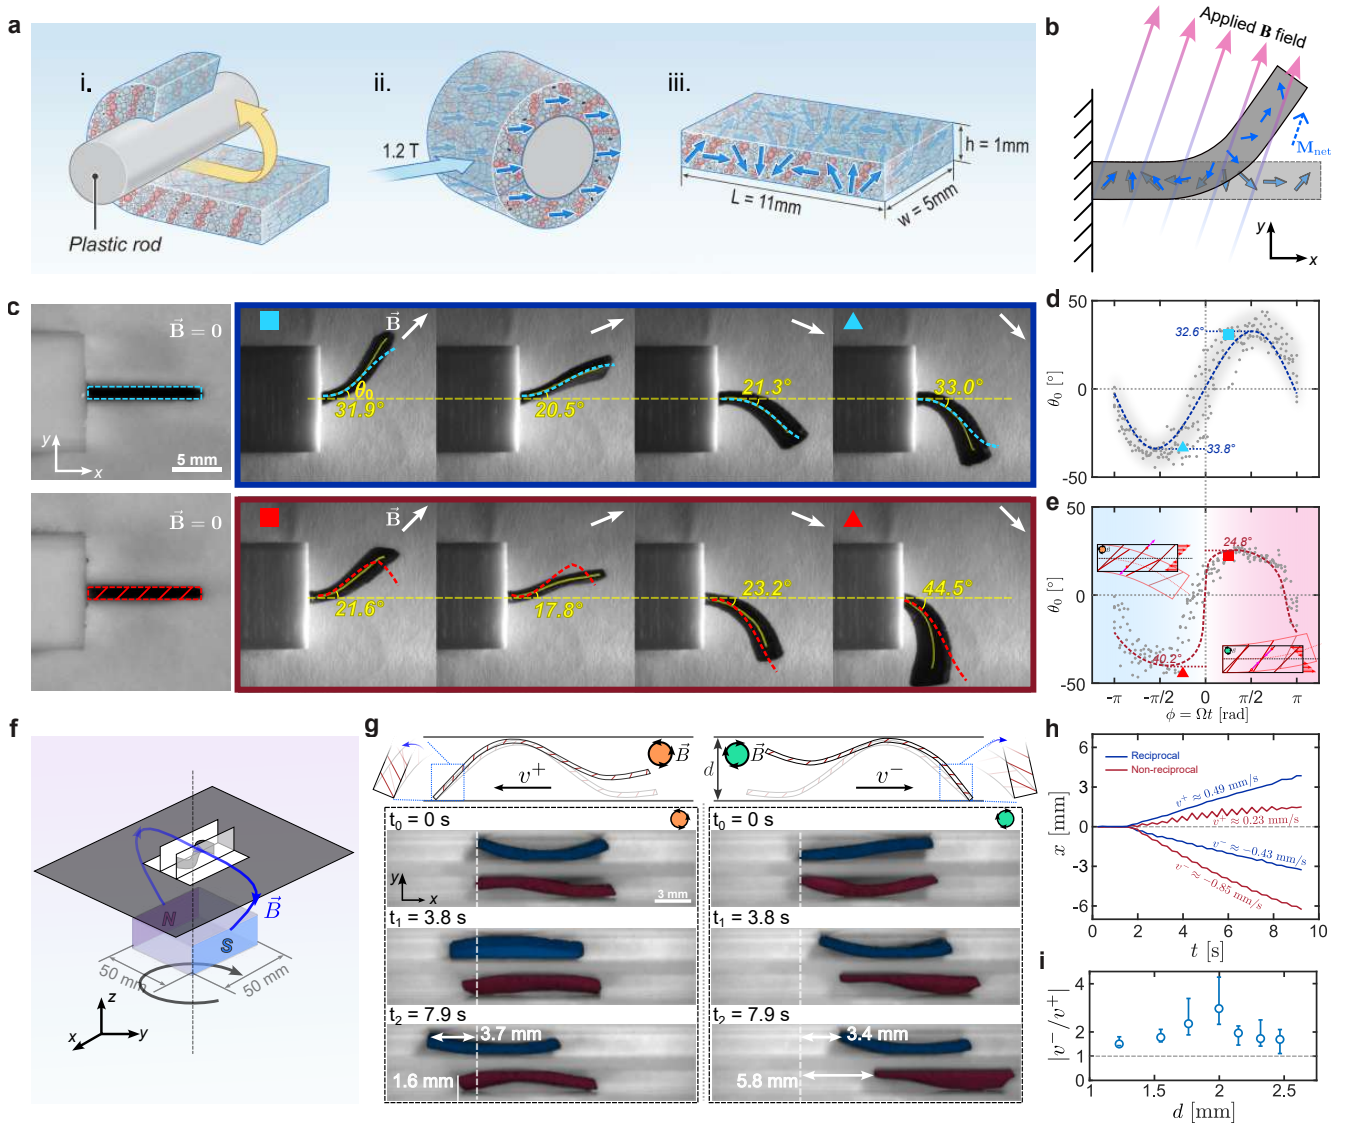 a
i.
ii.
iii.
1.2 T
Plastic rod
h = 1mm
w = 5mm
L = 11mm
b
Applied B field
M_net
y
x
c
B⃗ = 0
y
x
5 mm
B⃗
θ₀
31.9°
20.5°
21.3°
33.0°
B⃗ = 0
B⃗
21.6°
17.8°
23.2°
44.5°
d
50
0
-50
θ₀ [°]
32.6°
-33.8°
e
50
0
-50
θ₀ [°]
24.8°
-40.2°
-π
-π/2
0
π/2
π
ϕ = Ωt [rad]
f
N
S
B⃗
50 mm
50 mm
z
x
y
g
B⃗
v⁺
d
B⃗
v⁻
t₀ = 0 s
y
x
3 mm
t₁ = 3.8 s
t₂ = 7.9 s
3.7 mm
1.6 mm
t₀ = 0 s
t₁ = 3.8 s
t₂ = 7.9 s
3.4 mm
5.8 mm
h
6
3
0
-3
-6
x [mm]
Reciprocal
Non-reciprocal
v⁺ ≈ 0.49 mm/s
v⁺ ≈ 0.23 mm/s
v⁻ ≈ -0.43 mm/s
v⁻ ≈ -0.85 mm/s
0
2
4
6
8
10
t [s]
i
4
2
1
0
|v⁻/v⁺|
1
1.5
2
2.5
d [mm]